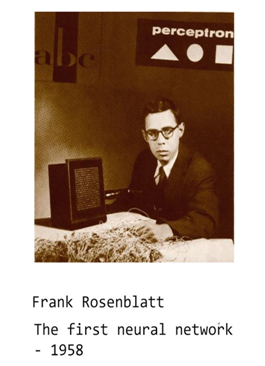 abc
perceptron
Frank Rosenblatt
The first neural network
- 1958